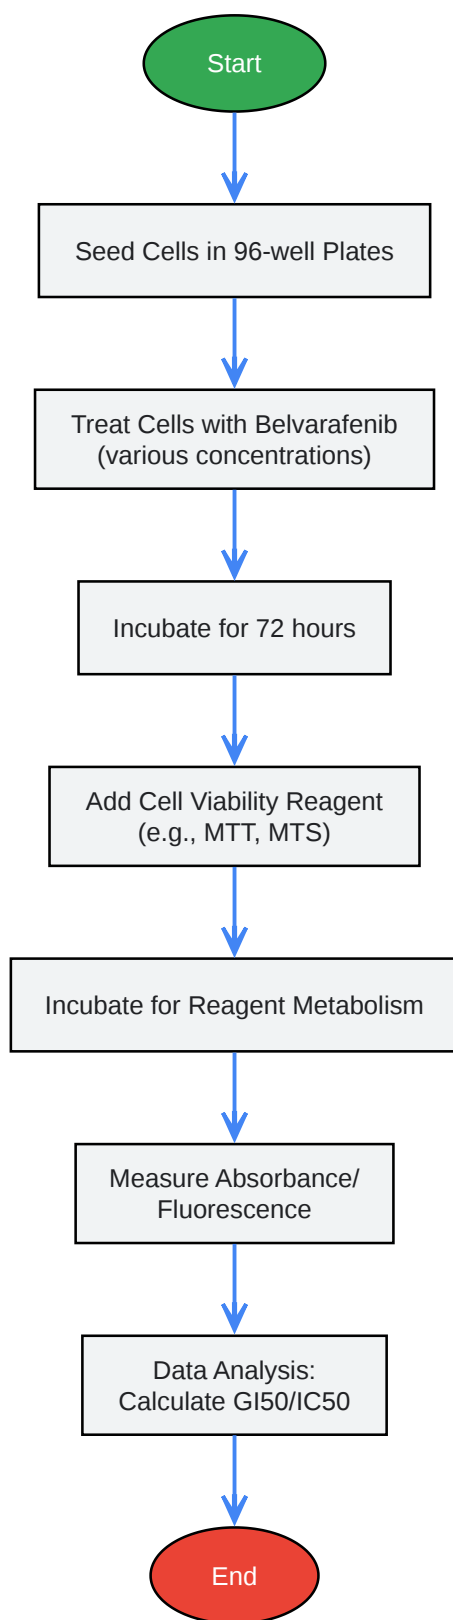 Start
Seed Cells in 96-well Plates
Treat Cells with Belvarafenib
(various concentrations)
Incubate for 72 hours
Add Cell Viability Reagent
(e.g., MTT, MTS)
Incubate for Reagent Metabolism
Measure Absorbance/
Fluorescence
Data Analysis:
Calculate GI50/IC50
End